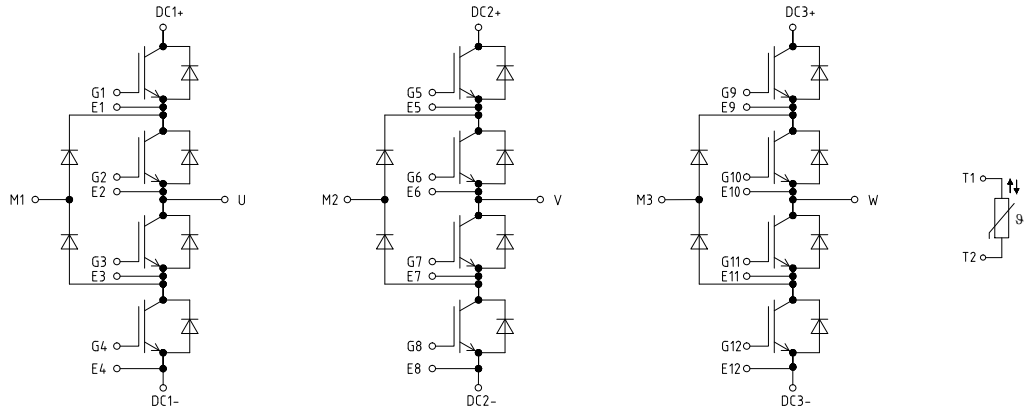 DC1+
DC2+
DC3+
G1
E1
G5
E5
G9
E9
G2
E2
G6
E6
G10
E10
M1
U
M2
V
M3
W
T1
ϑ
T2
G3
E3
G7
E7
G11
E11
G4
E4
G8
E8
G12
E12
DC1-
DC2-
DC3-